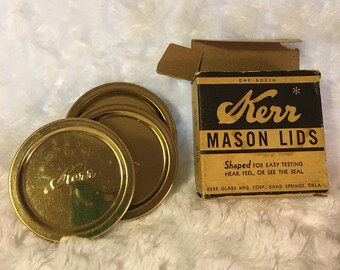 ONE DOZEN
Kerr*
MASON LIDS
Shaped FOR EASY TESTING
HEAR, FEEL, OR SEE THE SEAL
KERR GLASS MFG. CORP., SAND SPRINGS, OKLA.
Kerr